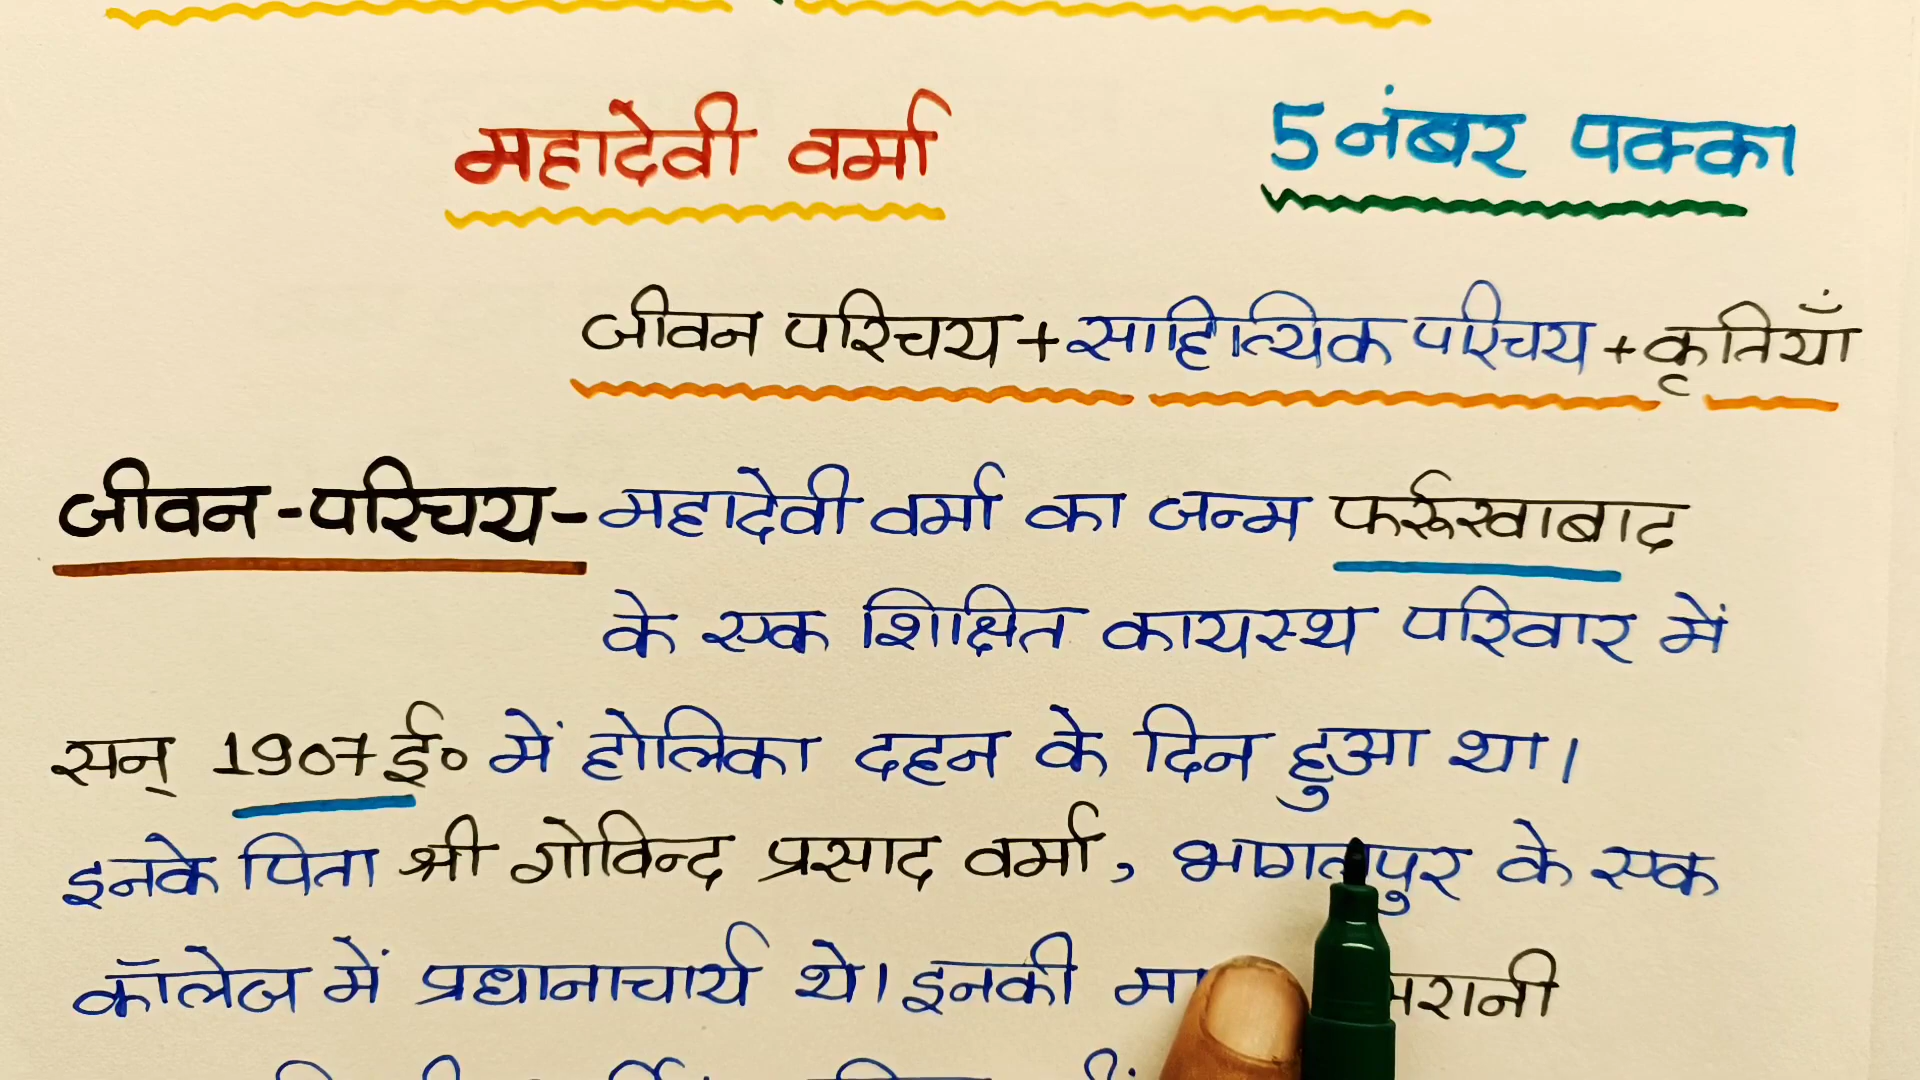 महादेवी वर्मा
5 नंबर पक्का
जीवन परिचय + साहित्यिक परिचय + कृतियाँ
जीवन - परिचय - महादेवी वर्मा का जन्म फर्रूखाबाद
के एक शिक्षित कायस्थ परिवार में
सन् 1907 ई० में होलिका दहन के दिन हुआ था।
इनके पिता श्री गोविन्द प्रसाद वर्मा, भागलपुर के एक
कॉलेज में प्रधानाचार्य थे। इनकी